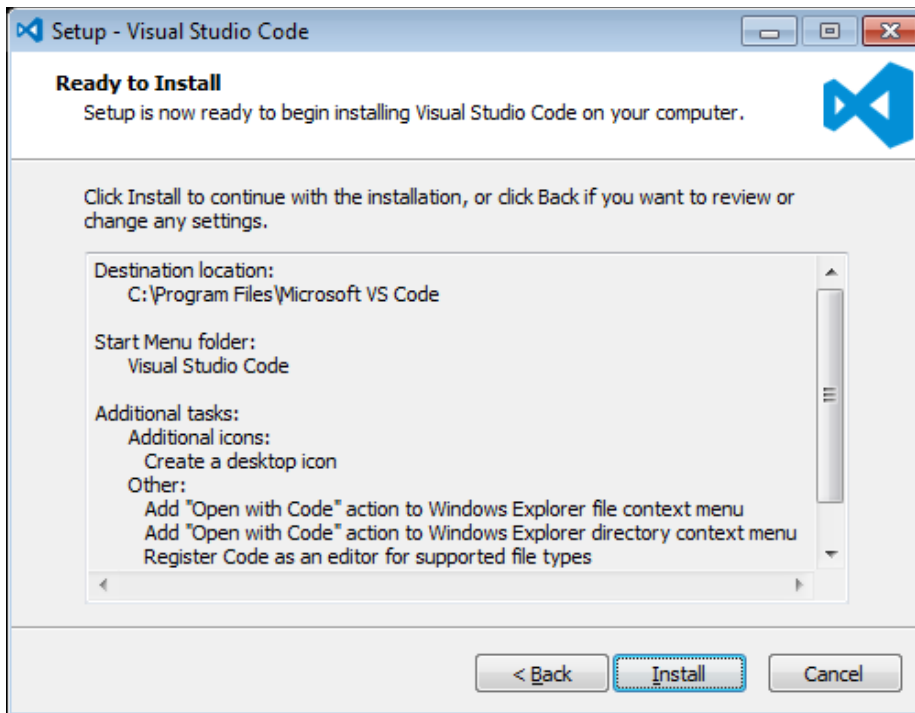 Setup - Visual Studio Code
Ready to Install
Setup is now ready to begin installing Visual Studio Code on your computer.
Click Install to continue with the installation, or click Back if you want to review or
change any settings.
Destination location:
C:\Program Files\Microsoft VS Code
Start Menu folder:
Visual Studio Code
Additional tasks:
Additional icons:
Create a desktop icon
Other:
Add "Open with Code" action to Windows Explorer file context menu
Add "Open with Code" action to Windows Explorer directory context menu
Register Code as an editor for supported file types
< Back Install Cancel